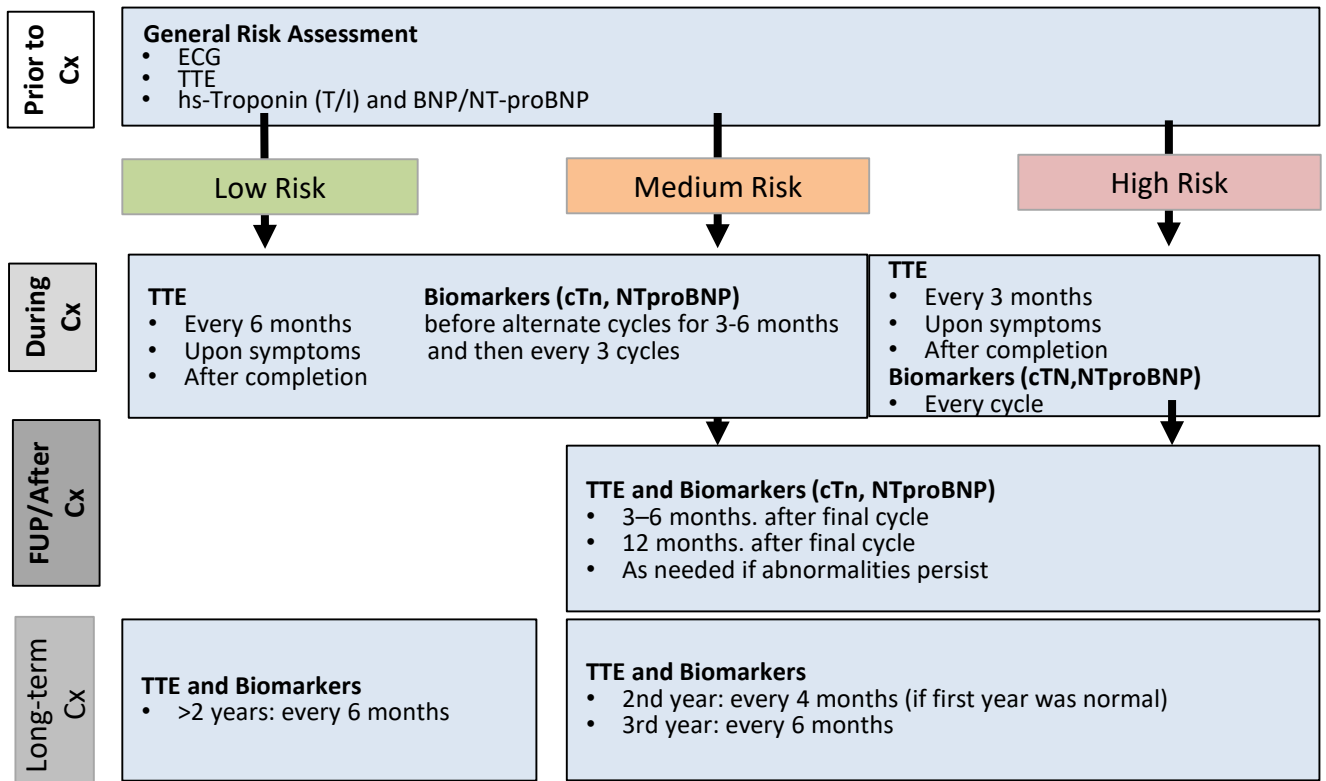 Prior to
Cx
General Risk Assessment
• ECG
• TTE
• hs-Troponin (T/I) and BNP/NT-proBNP
Low Risk
Medium Risk
High Risk
During
Cx
TTE
• Every 6 months
• Upon symptoms
• After completion
Biomarkers (cTn, NTproBNP)
before alternate cycles for 3-6 months
and then every 3 cycles
TTE
• Every 3 months
• Upon symptoms
• After completion
Biomarkers (cTN,NTproBNP)
• Every cycle
FUP/After
Cx
TTE and Biomarkers (cTn, NTproBNP)
• 3–6 months. after final cycle
• 12 months. after final cycle
• As needed if abnormalities persist
Long-term
Cx
TTE and Biomarkers
• >2 years: every 6 months
TTE and Biomarkers
• 2nd year: every 4 months (if first year was normal)
• 3rd year: every 6 months